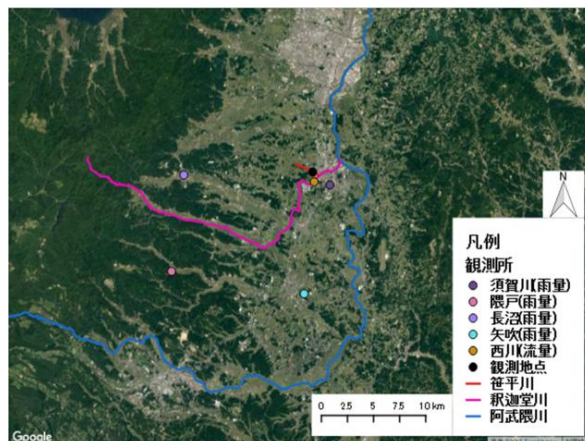 N
凡例
観測所
須賀川(雨量)
隈戸(雨量)
長沼(雨量)
矢吹(雨量)
西川(流量)
観測地点
笹平川
釈迦堂川
阿武隈川
0 2.5 5 7.5 10 km
Google